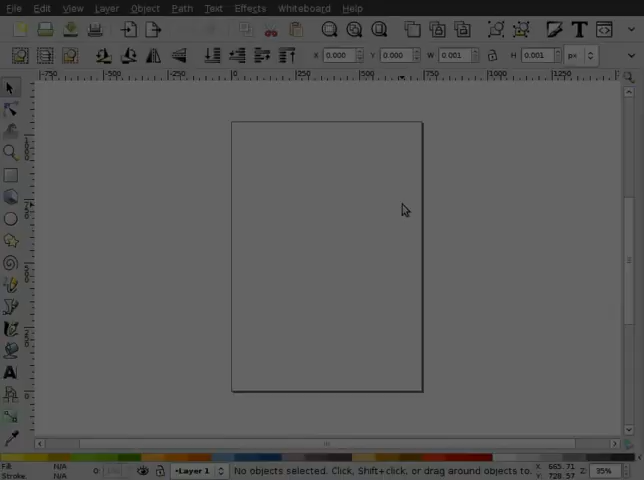 File Edit View Layer Object Path Text Effects Whiteboard Help
X 0.000 Y 0.000 W 0.001 H 0.001 px
-750 -500 -250 0 250 500 750 1000 1250
Fill: N/A
Stroke: N/A
O:
•Layer 1
No objects selected. Click, Shift+click, or drag around objects to.
X: 665.71
Y: 728.57
Z: 35%